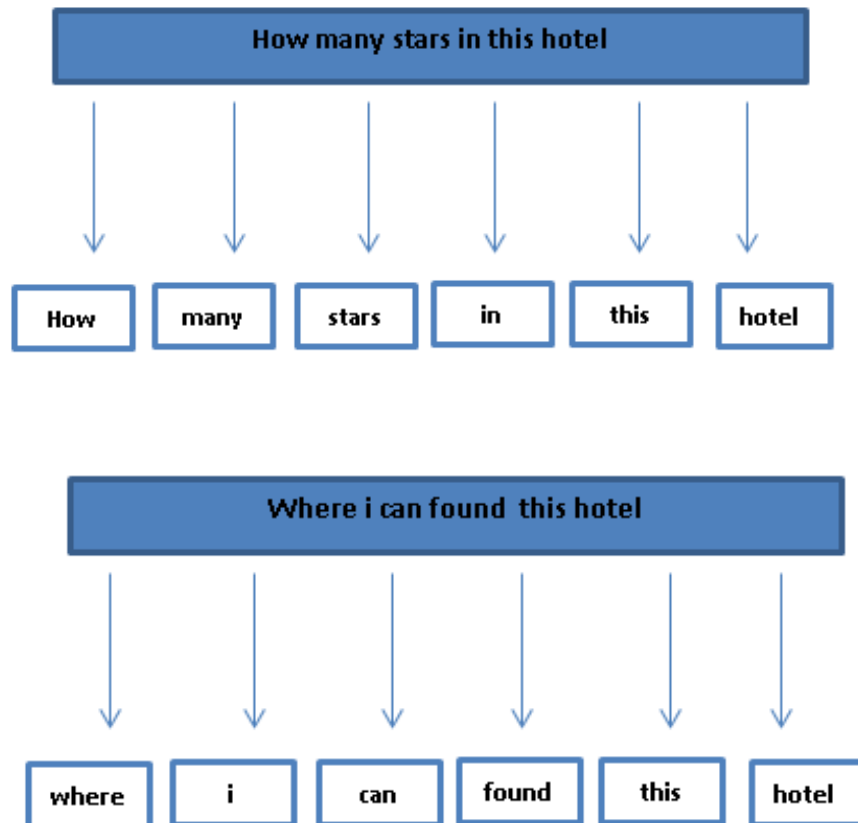 How many stars in this hotel
How many stars in this hotel
Where i can found this hotel
where i can found this hotel